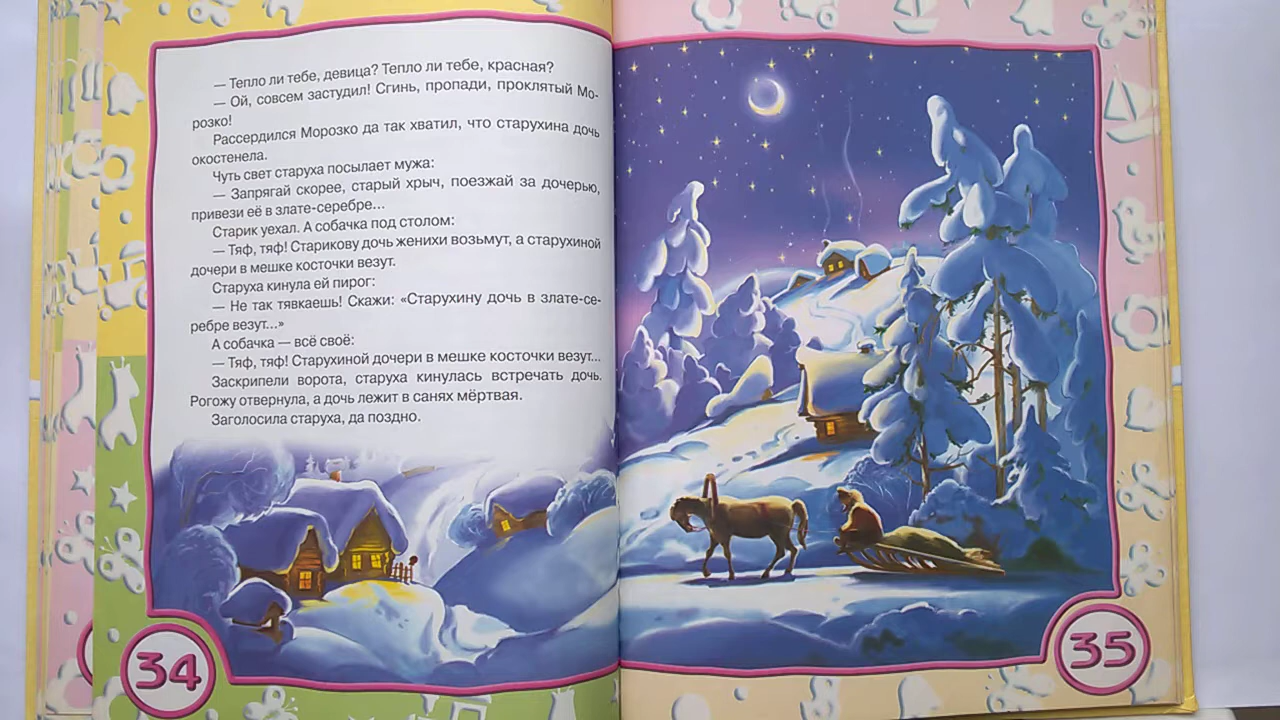 — Тепло ли тебе, девица? Тепло ли тебе, красная?
— Ой, совсем застудил! Сгинь, пропади, проклятый Мо-
розко!
Рассердился Морозко да так хватил, что старухина дочь
окостенела.
Чуть свет старуха посылает мужа:
— Запрягай скорее, старый хрыч, поезжай за дочерью,
привези её в злате-серебре...
Старик уехал. А собачка под столом:
— Тяф, тяф! Старикову дочь женихи возьмут, а старухиной
дочери в мешке косточки везут.
Старуха кинула ей пирог:
— Не так тявкаешь! Скажи: «Старухину дочь в злате-се-
ребре везут...»
А собачка — всё своё:
— Тяф, тяф! Старухиной дочери в мешке косточки везут...
Заскрипели ворота, старуха кинулась встречать дочь.
Рогожу отвернула, а дочь лежит в санях мёртвая.
Заголосила старуха, да поздно.
34
35